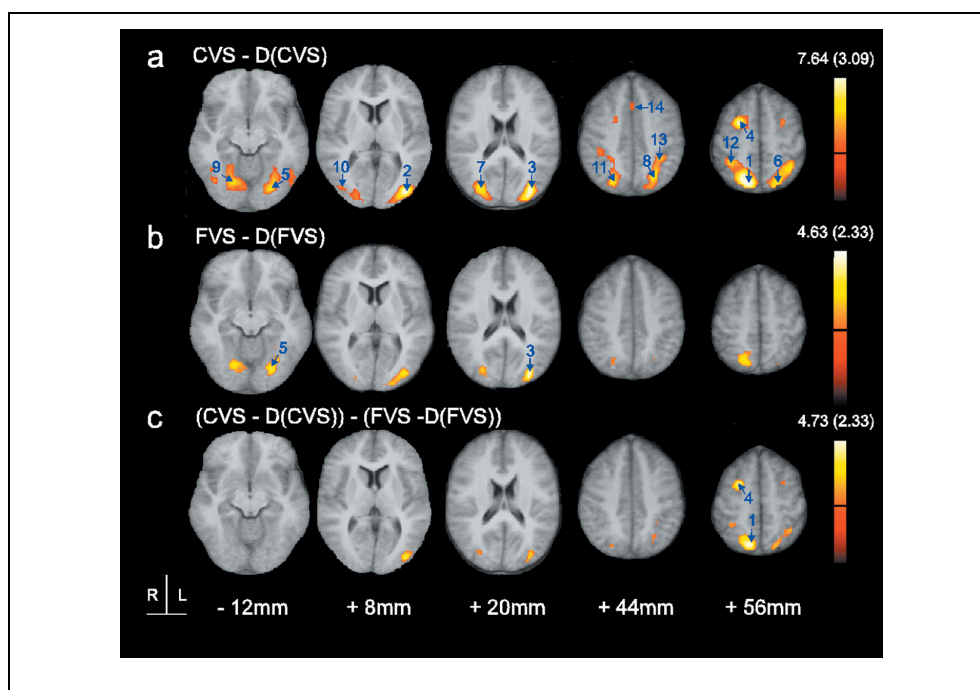 a CVS - D(CVS)
7.64 (3.09)
14
4
13
12
9
5
10
2
7
3
11
8
1
6
b FVS - D(FVS)
4.63 (2.33)
5
3
c (CVS - D(CVS)) - (FVS -D(FVS))
4.73 (2.33)
4
1
R L
- 12mm
+ 8mm
+ 20mm
+ 44mm
+ 56mm